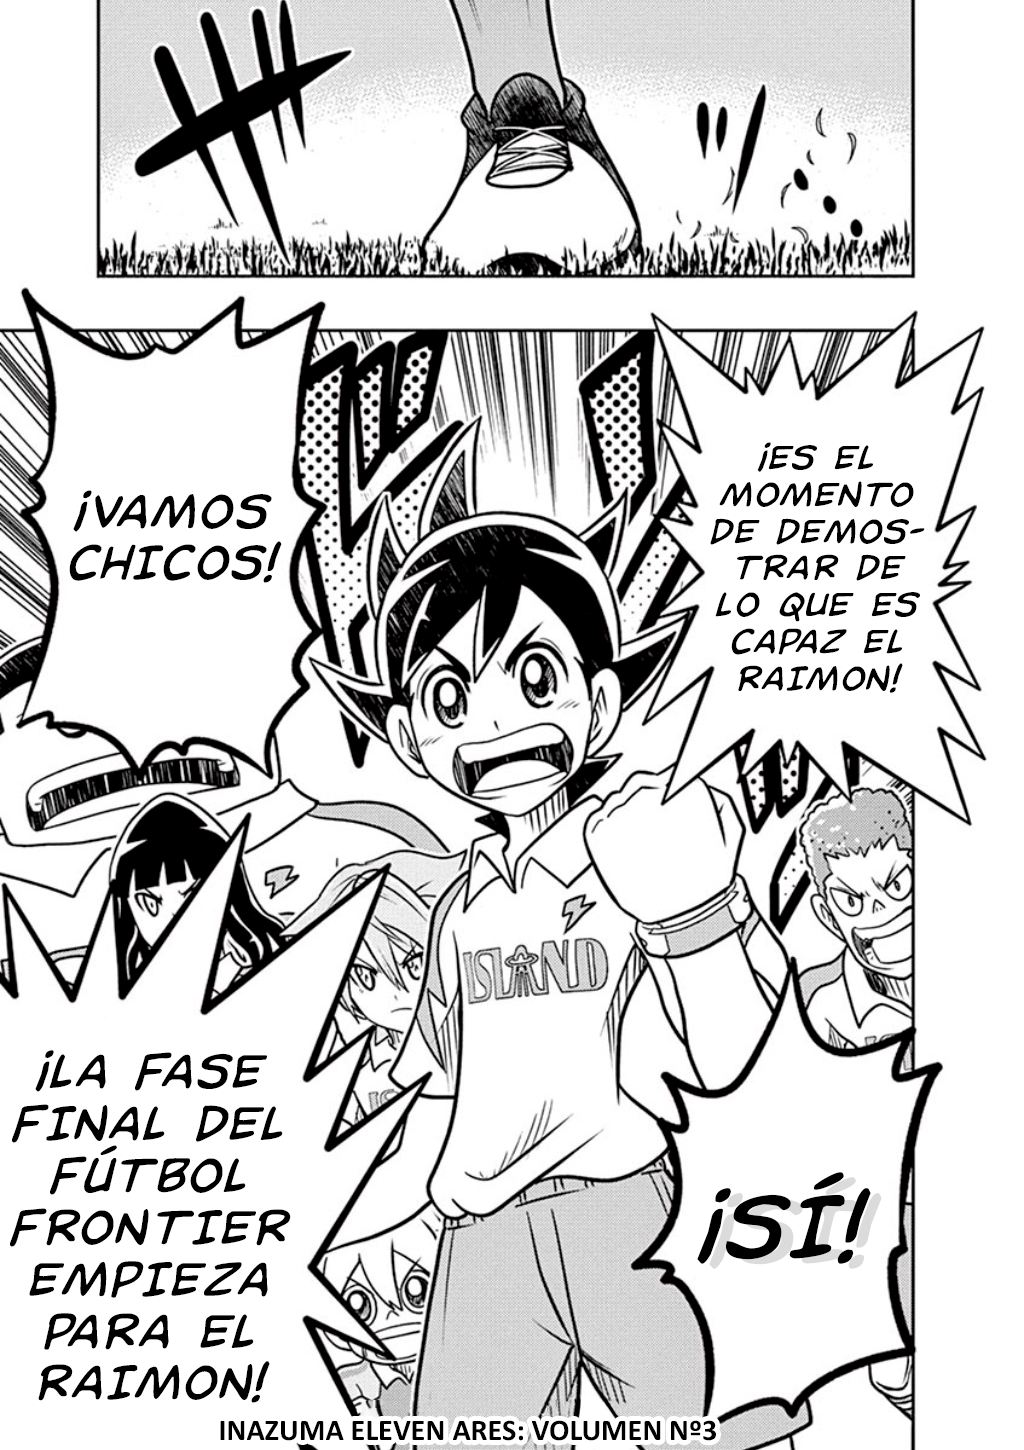 ¡ES EL
MOMENTO
DE DEMOS-
TRAR DE
LO QUE ES
CAPAZ EL
RAIMON!
¡VAMOS
CHICOS!
ISLAND
¡SÍ!
¡LA FASE
FINAL DEL
FÚTBOL
FRONTIER
EMPIEZA
PARA EL
RAIMON!
INAZUMA ELEVEN ARES: VOLUMEN Nº3